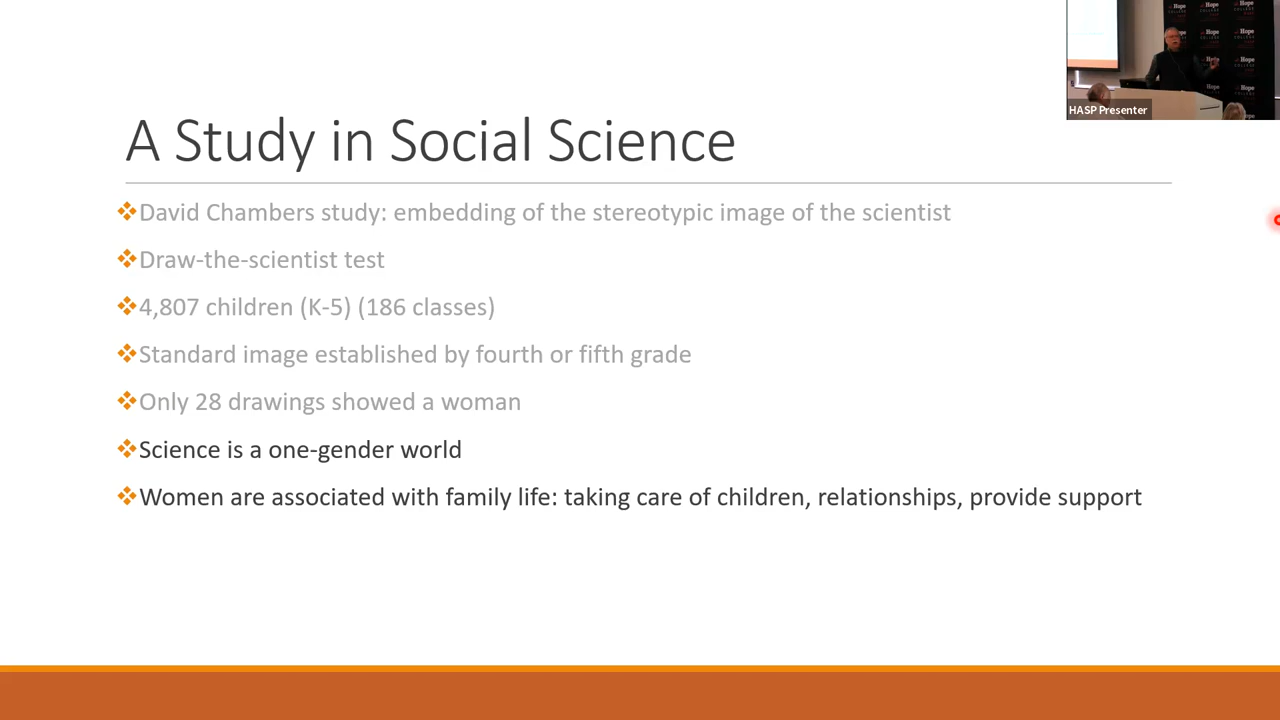 HASP Presenter
A Study in Social Science
David Chambers study: embedding of the stereotypic image of the scientist
Draw-the-scientist test
4,807 children (K-5) (186 classes)
Standard image established by fourth or fifth grade
Only 28 drawings showed a woman
Science is a one-gender world
Women are associated with family life: taking care of children, relationships, provide support